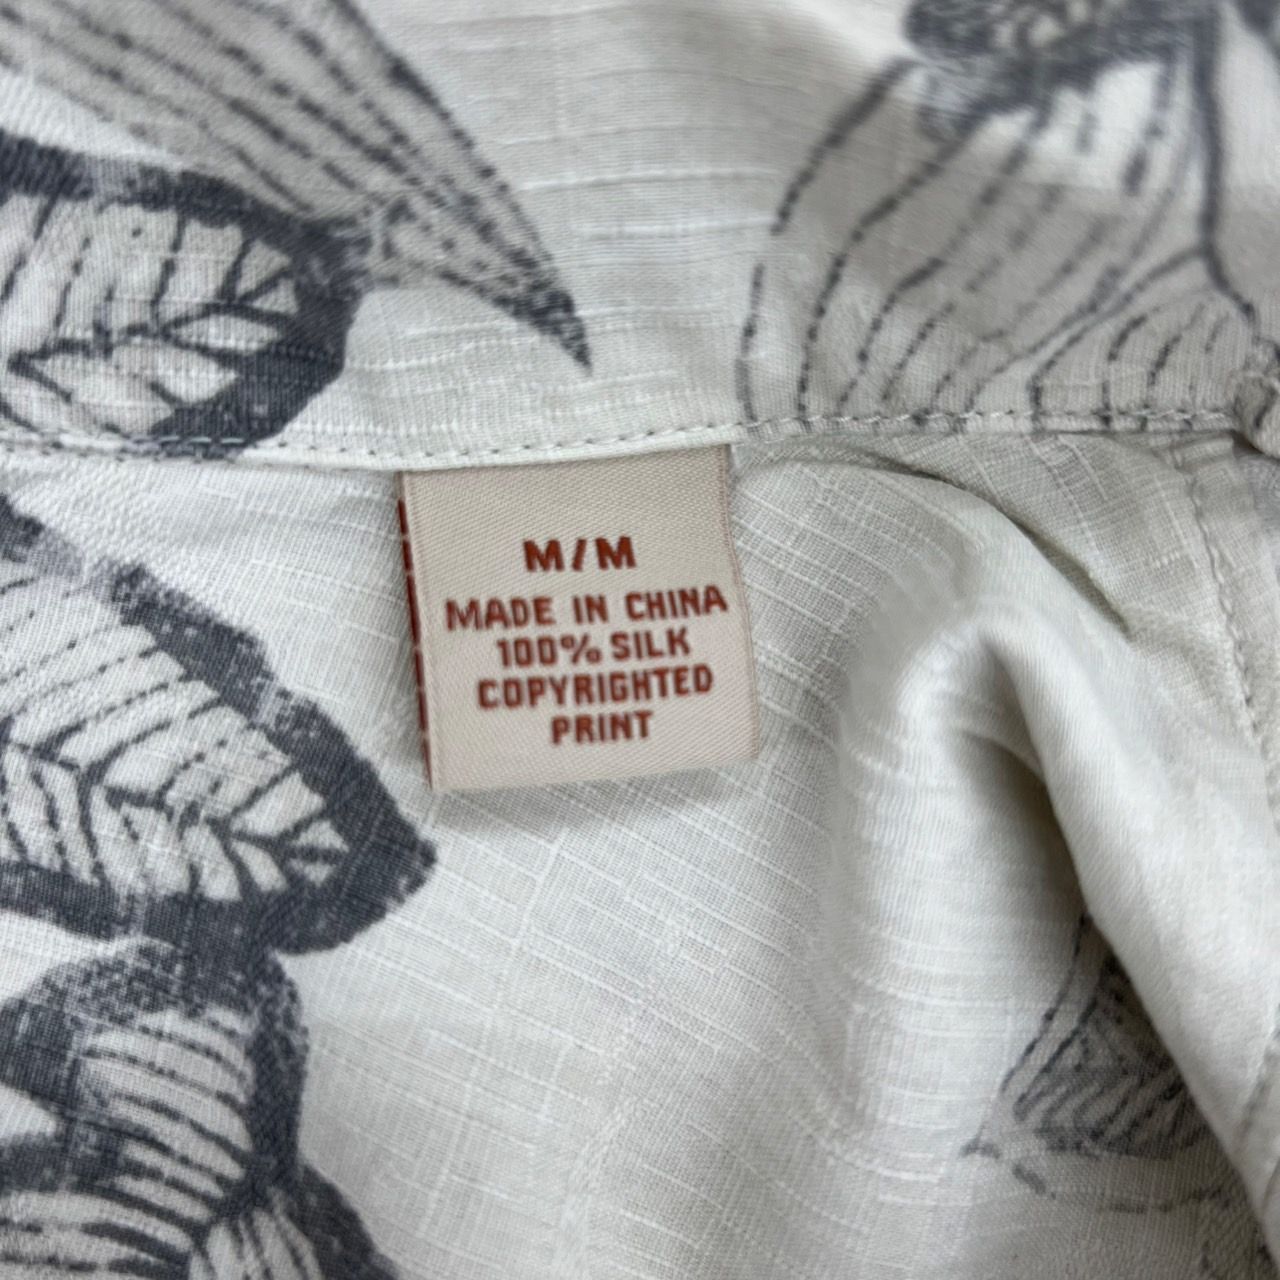 M/M
MADE IN CHINA
100% SILK
COPYRIGHTED
PRINT